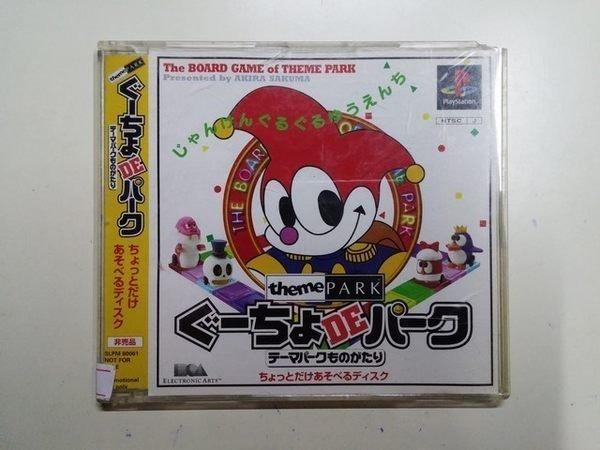 theme PARK
ぐーちょDEパーク
テーマパークものがたり
ちょっとだけ
あそべるディスク
非売品
SLPM 80061
NOT FOR
only
The BOARD GAME of THEME PARK
Presented by AKIRA SAKUMA
じゃんけんぐるぐるゆうえんち
PlayStation
NTSC J
THE BOARD
PARK
theme PARK
ぐーちょDEパーク
テーマパークものがたり
ELECTRONIC ARTS™
ちょっとだけあそべるディスク